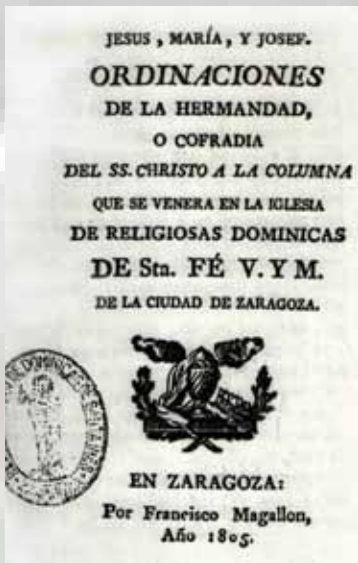 JESUS, MARÍA, Y JOSEF.
ORDINACIONES
DE LA HERMANDAD,
O COFRADIA
DEL SS. CHRISTO A LA COLUMNA
QUE SE VENERA EN LA IGLESIA
DE RELIGIOSAS DOMINICAS
DE Sta. FÉ V. Y M.
DE LA CIUDAD DE ZARAGOZA.
EN ZARAGOZA:
Por Francisco Magallon,
Año 1805.